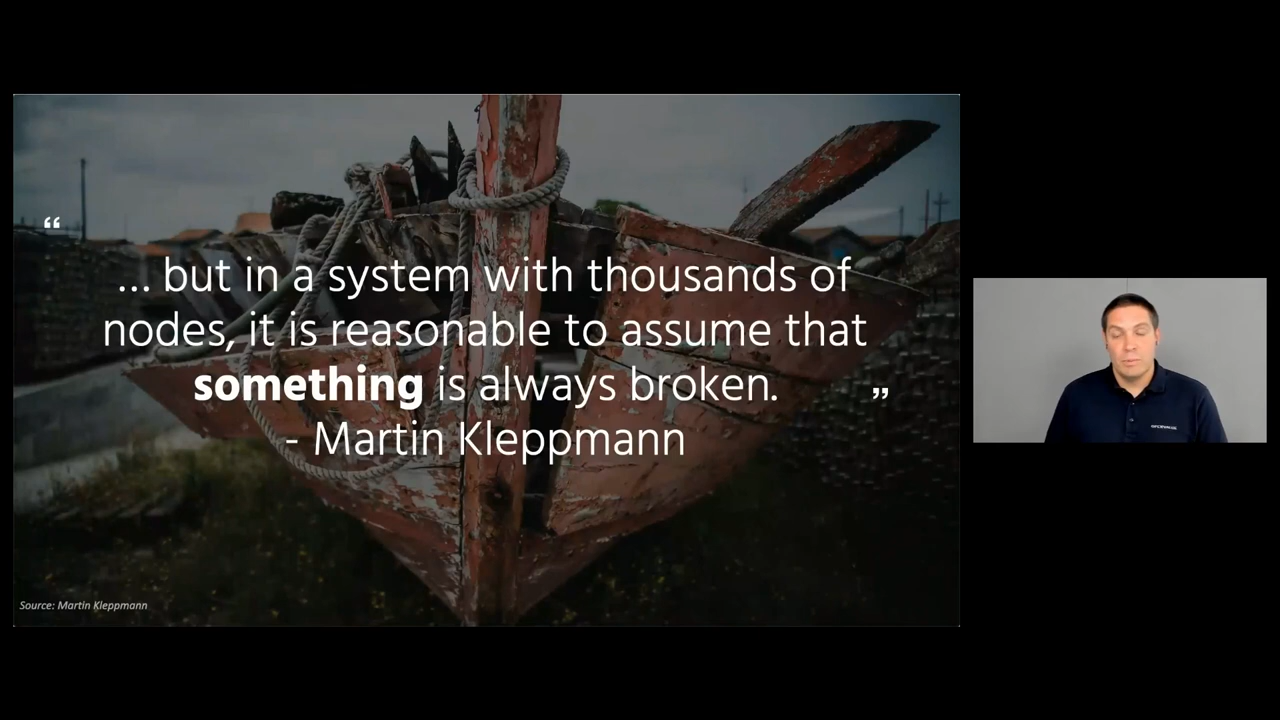 “
... but in a system with thousands of
nodes, it is reasonable to assume that
something is always broken.
”
- Martin Kleppmann
Source: Martin Kleppmann